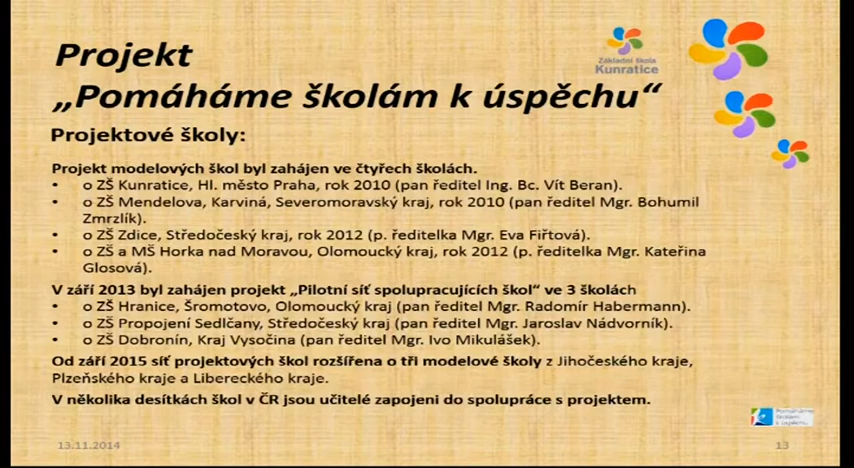 Projekt
„Pomáháme školám k úspěchu“
Základní škola
Kunratice
Projektové školy:
Projekt modelových škol byl zahájen ve čtyřech školách.
• o ZŠ Kunratice, Hl. město Praha, rok 2010 (pan ředitel Ing. Bc. Vít Beran).
• o ZŠ Mendelova, Karviná, Severomoravský kraj, rok 2010 (pan ředitel Mgr. Bohumil
Zmrzlík).
• o ZŠ Zdice, Středočeský kraj, rok 2012 (p. ředitelka Mgr. Eva Fiřtová).
• o ZŠ a MŠ Horka nad Moravou, Olomoucký kraj, rok 2012 (p. ředitelka Mgr. Kateřina
Glosová).
V září 2013 byl zahájen projekt „Pilotní síť spolupracujících škol“ ve 3 školách
• o ZŠ Hranice, Šromotovo, Olomoucký kraj (pan ředitel Mgr. Radomír Habermann).
• o ZŠ Propojení Sedlčany, Středočeský kraj (pan ředitel Mgr. Jaroslav Nádvorník).
• o ZŠ Dobronín, Kraj Vysočina (pan ředitel Mgr. Ivo Mikulášek).
Od září 2015 síť projektových škol rozšířena o tři modelové školy z Jihočeského kraje,
Plzeňského kraje a Libereckého kraje.
V několika desítkách škol v ČR jsou učitelé zapojeni do spolupráce s projektem.
Pomáháme
školám
k úspěchu
13.11.2014
13